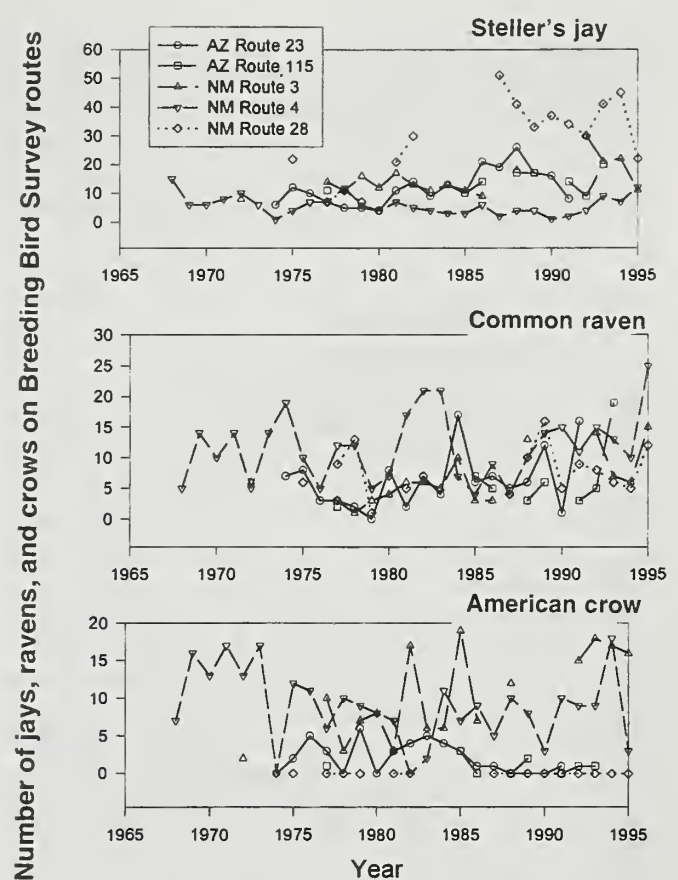 Number of jays, ravens, and crows on Breeding Bird Survey routes
Steller's jay
AZ Route 23
AZ Route 115
NM Route 3
NM Route 4
NM Route 28
60
50
40
30
20
10
0
1965 1970 1975 1980 1985 1990 1995
Common raven
30
25
20
15
10
5
0
1965 1970 1975 1980 1985 1990 1995
American crow
20
15
10
5
0
1965 1970 1975 1980 1985 1990 1995
Year